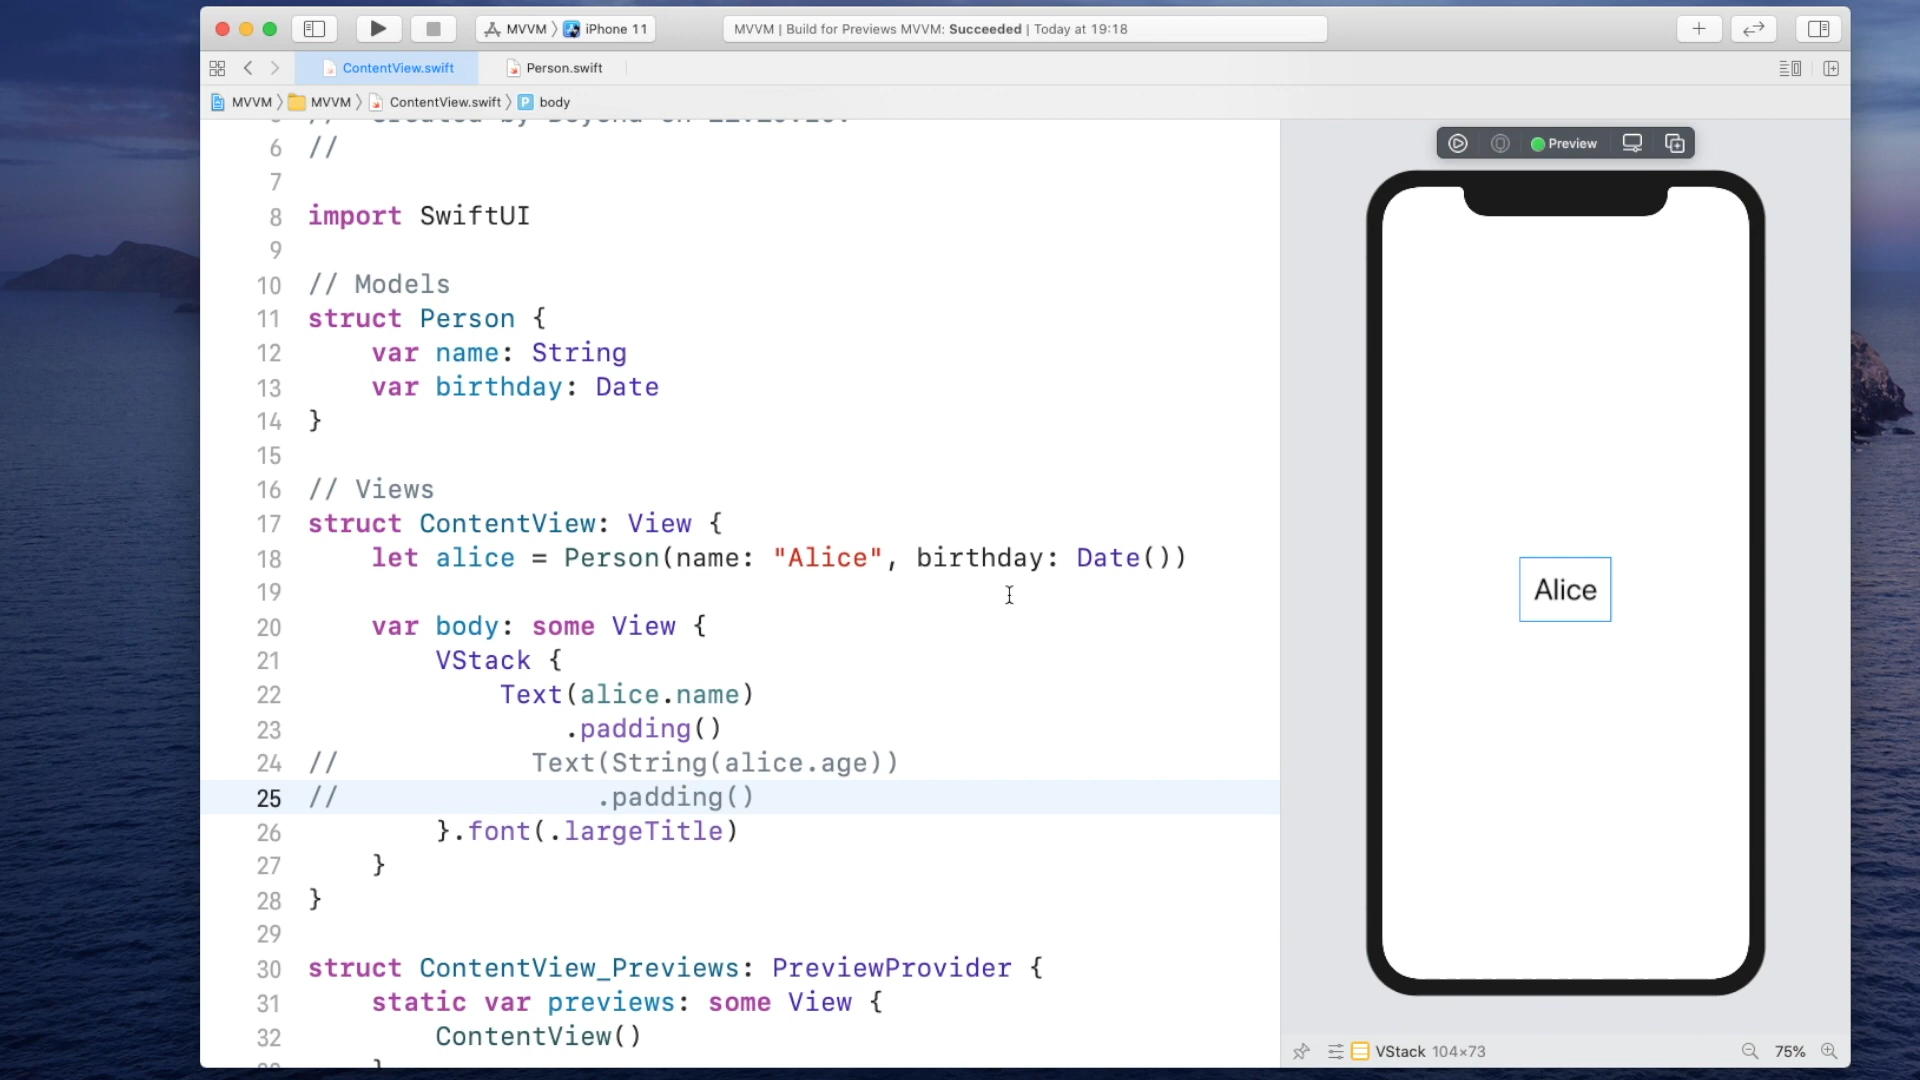 MVVM 〉 iPhone 11
MVVM | Build for Previews MVVM: Succeeded | Today at 19:18
ContentView.swift
Person.swift
MVVM 〉 MVVM 〉 ContentView.swift 〉 P body
6 //
7
8 import SwiftUI
9
10 // Models
11 struct Person {
12 var name: String
13 var birthday: Date
14 }
15
16 // Views
17 struct ContentView: View {
18 let alice = Person(name: "Alice", birthday: Date())
19
20 var body: some View {
21 VStack {
22 Text(alice.name)
23 .padding()
24 // Text(String(alice.age))
25 // .padding()
26 }.font(.largeTitle)
27 }
28 }
29
30 struct ContentView_Previews: PreviewProvider {
31 static var previews: some View {
32 ContentView()
Preview
Alice
VStack 104×73
75%